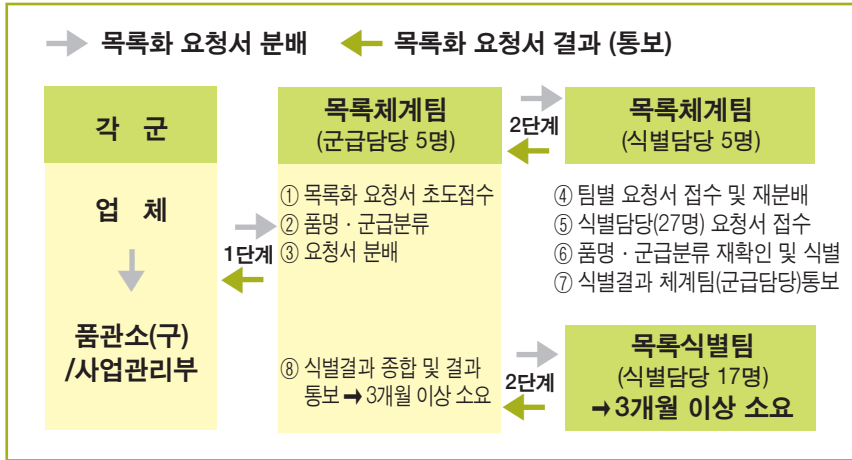 목록화 요청서 분배
목록화 요청서 결과 (통보)
각 군
업 체
품관소(구)
/사업관리부
1단계
목록체계팀
(군급담당 5명)
① 목록화 요청서 초도접수
② 품명 · 군급분류
③ 요청서 분배
⑧ 식별결과 종합 및 결과
통보 → 3개월 이상 소요
2단계
목록체계팀
(식별담당 5명)
④ 팀별 요청서 접수 및 재분배
⑤ 식별담당(27명) 요청서 접수
⑥ 품명 · 군급분류 재확인 및 식별
⑦ 식별결과 체계팀(군급담당)통보
2단계
목록식별팀
(식별담당 17명)
→ 3개월 이상 소요